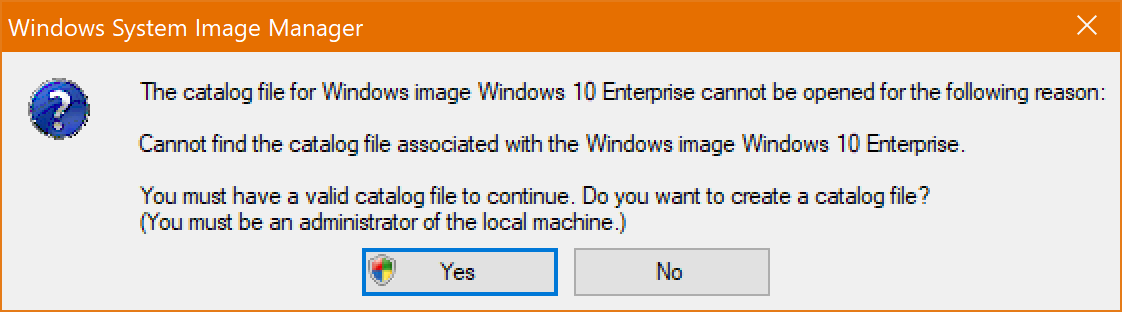 Windows System Image Manager
The catalog file for Windows image Windows 10 Enterprise cannot be opened for the following reason:
Cannot find the catalog file associated with the Windows image Windows 10 Enterprise.
You must have a valid catalog file to continue. Do you want to create a catalog file?
(You must be an administrator of the local machine.)
Yes
No